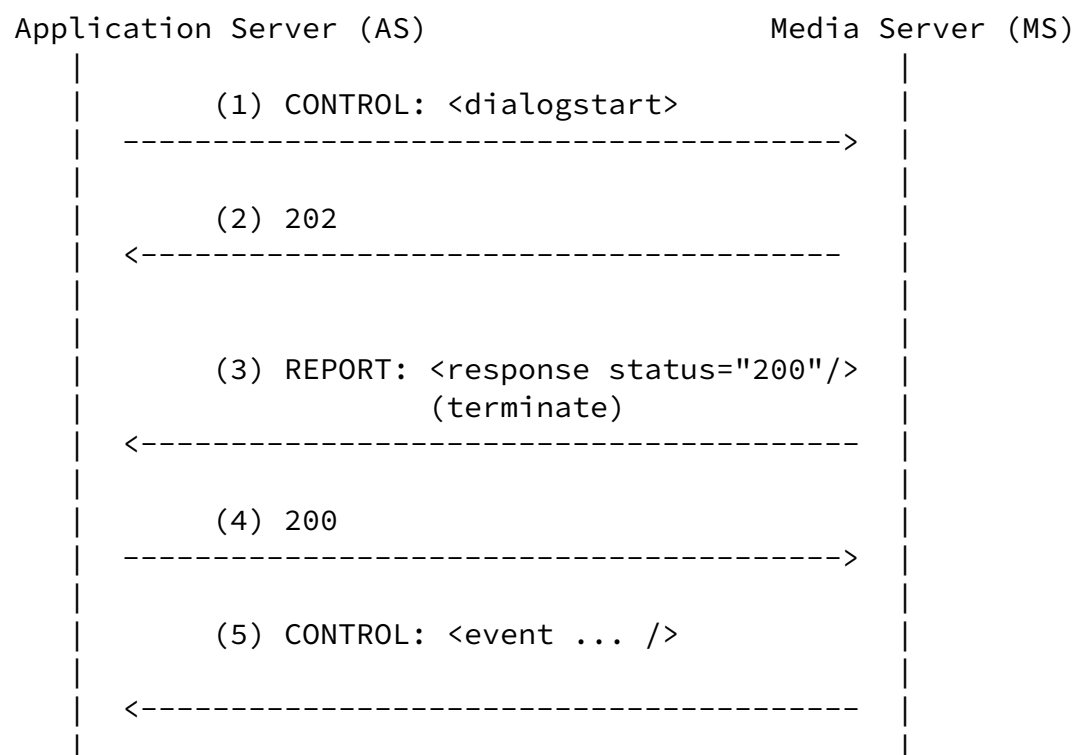 Application Server (AS) Media Server (MS)
(1) CONTROL: <dialogstart>
(2) 202
(3) REPORT: <response status="200"/>
(terminate)
(4) 200
(5) CONTROL: <event ... />